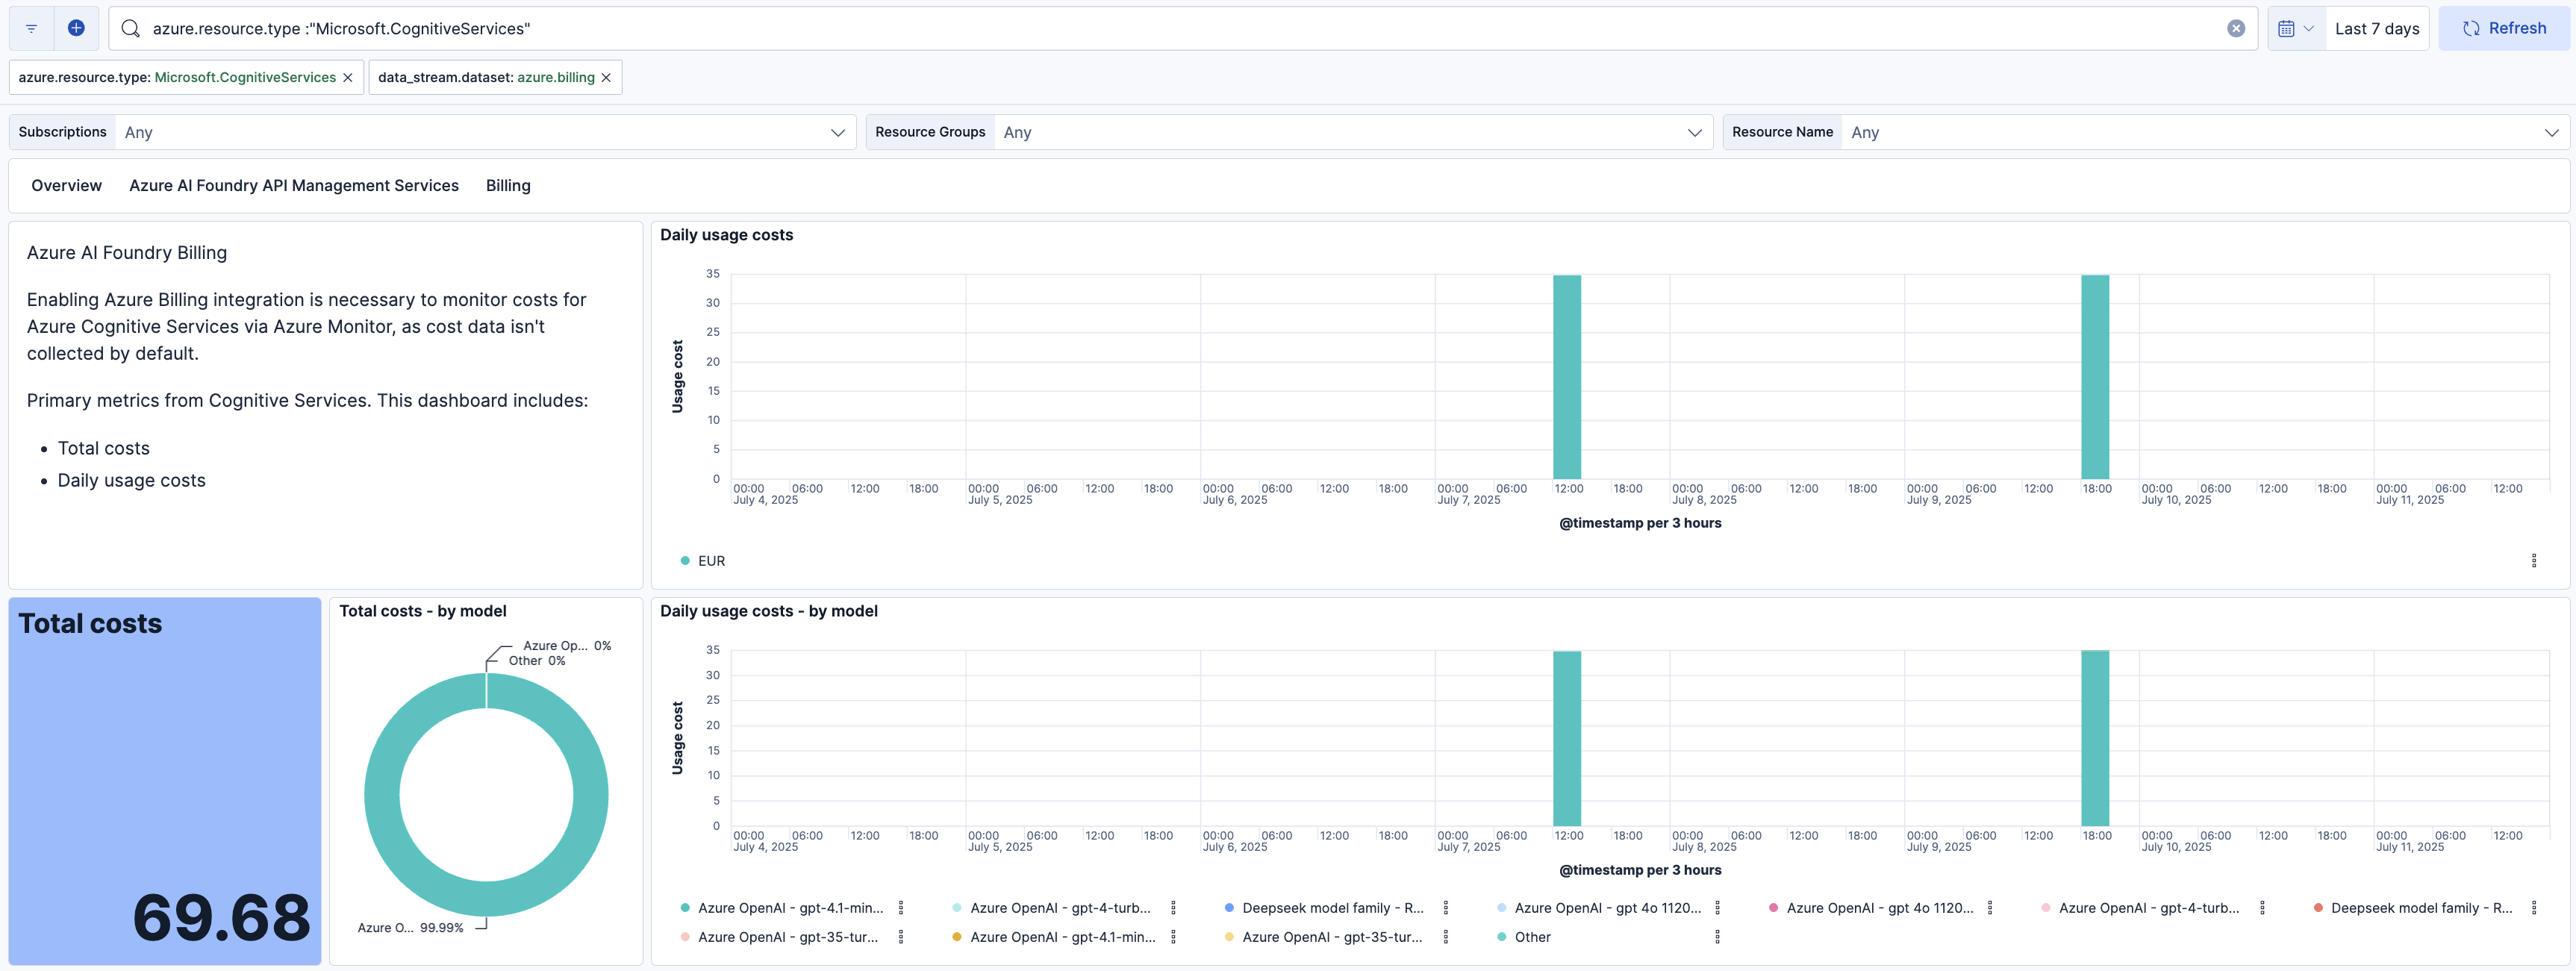 azure.resource.type :"Microsoft.CognitiveServices"
Last 7 days
Refresh
azure.resource.type: Microsoft.CognitiveServices
data_stream.dataset: azure.billing
Subscriptions Any
Resource Groups Any
Resource Name Any
Overview Azure AI Foundry API Management Services Billing
Azure AI Foundry Billing
Enabling Azure Billing integration is necessary to monitor costs for
Azure Cognitive Services via Azure Monitor, as cost data isn't
collected by default.
Primary metrics from Cognitive Services. This dashboard includes:
• Total costs
• Daily usage costs
Daily usage costs
Usage cost
35
30
25
20
15
10
5
0
00:00 06:00 12:00 18:00 00:00 06:00 12:00 18:00 00:00 06:00 12:00 18:00 00:00 06:00 12:00 18:00 00:00 06:00 12:00 18:00 00:00 06:00 12:00 18:00 00:00 06:00 12:00 18:00 00:00 06:00 12:00
July 4, 2025 July 5, 2025 July 6, 2025 July 7, 2025 July 8, 2025 July 9, 2025 July 10, 2025 July 11, 2025
@timestamp per 3 hours
EUR
Total costs
69.68
Total costs - by model
Azure Op... 0%
Other 0%
Azure O... 99.99%
Daily usage costs - by model
Usage cost
35
30
25
20
15
10
5
0
00:00 06:00 12:00 18:00 00:00 06:00 12:00 18:00 00:00 06:00 12:00 18:00 00:00 06:00 12:00 18:00 00:00 06:00 12:00 18:00 00:00 06:00 12:00 18:00 00:00 06:00 12:00 18:00 00:00 06:00 12:00
July 4, 2025 July 5, 2025 July 6, 2025 July 7, 2025 July 8, 2025 July 9, 2025 July 10, 2025 July 11, 2025
@timestamp per 3 hours
Azure OpenAI - gpt-4.1-min... Azure OpenAI - gpt-4-turb... Deepseek model family - R... Azure OpenAI - gpt 4o 1120... Azure OpenAI - gpt 4o 1120... Azure OpenAI - gpt-4-turb... Deepseek model family - R...
Azure OpenAI - gpt-35-tur... Azure OpenAI - gpt-4.1-min... Azure OpenAI - gpt-35-tur... Other